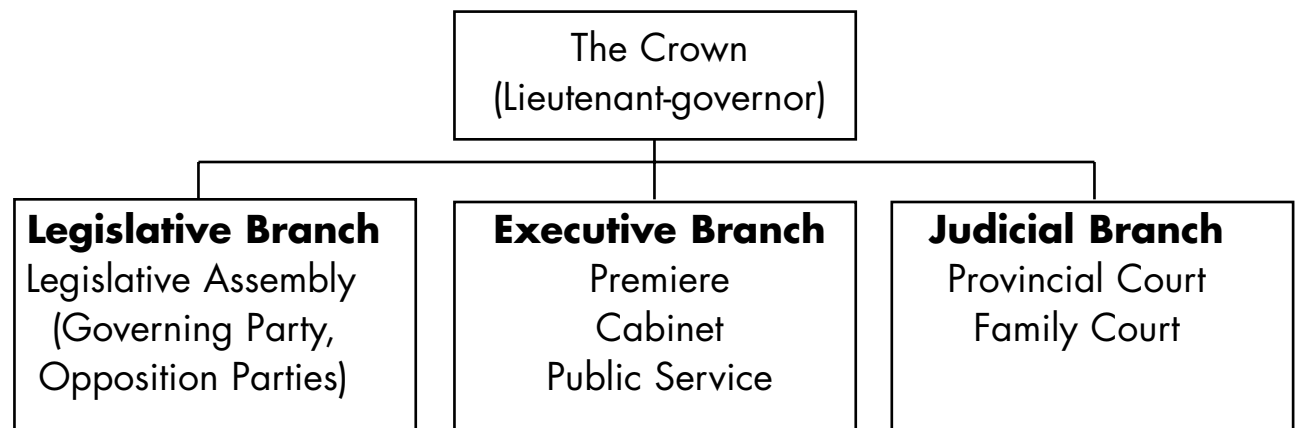 The Crown
(Lieutenant-governor)
Legislative Branch
Legislative Assembly
(Governing Party,
Opposition Parties)
Executive Branch
Premiere
Cabinet
Public Service
Judicial Branch
Provincial Court
Family Court